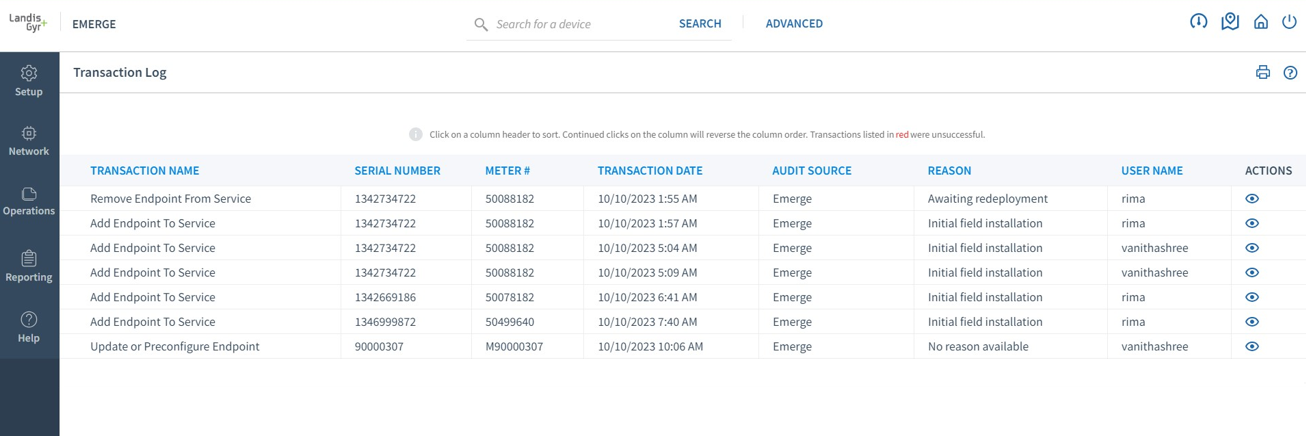 Landis+
Gyr
EMERGE
Search for a device
SEARCH
ADVANCED
Setup
Network
Operations
Reporting
Help
Transaction Log
Click on a column header to sort. Continued clicks on the column will reverse the column order. Transactions listed in red were unsuccessful.
TRANSACTION NAME SERIAL NUMBER METER # TRANSACTION DATE AUDIT SOURCE REASON USER NAME ACTIONS
Remove Endpoint From Service 1342734722 50088182 10/10/2023 1:55 AM Emerge Awaiting redeployment rima
Add Endpoint To Service 1342734722 50088182 10/10/2023 1:57 AM Emerge Initial field installation rima
Add Endpoint To Service 1342734722 50088182 10/10/2023 5:04 AM Emerge Initial field installation vanithashree
Add Endpoint To Service 1342734722 50088182 10/10/2023 5:09 AM Emerge Initial field installation vanithashree
Add Endpoint To Service 1342669186 50078182 10/10/2023 6:41 AM Emerge Initial field installation rima
Add Endpoint To Service 1346999872 50499640 10/10/2023 7:40 AM Emerge Initial field installation rima
Update or Preconfigure Endpoint 90000307 M90000307 10/10/2023 10:06 AM Emerge No reason available vanithashree